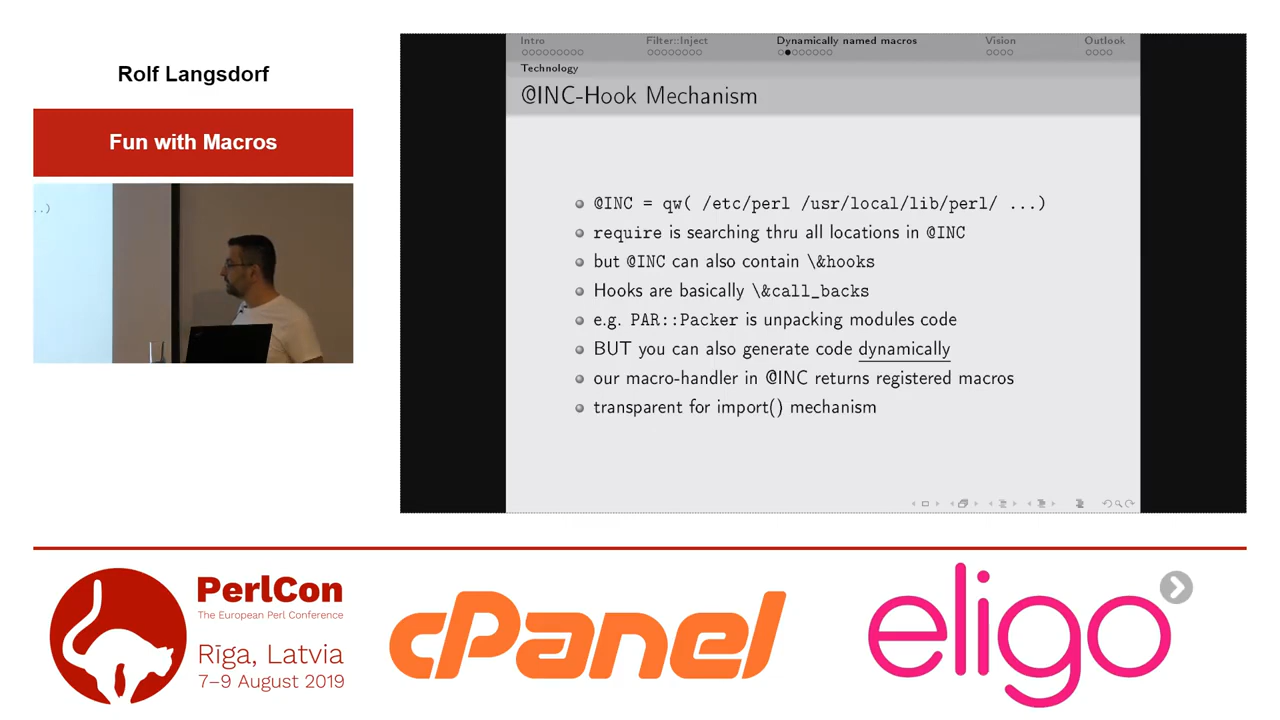 Rolf Langsdorf
Fun with Macros
..)
Intro
Filter::Inject
Dynamically named macros
Vision
Outlook
Technology
@INC-Hook Mechanism
@INC = qw( /etc/perl /usr/local/lib/perl/ ...)
require is searching thru all locations in @INC
but @INC can also contain \&hooks
Hooks are basically \&call_backs
e.g. PAR::Packer is unpacking modules code
BUT you can also generate code dynamically
our macro-handler in @INC returns registered macros
transparent for import() mechanism
PerlCon
The European Perl Conference
Rīga, Latvia
7–9 August 2019
cPanel
eligo